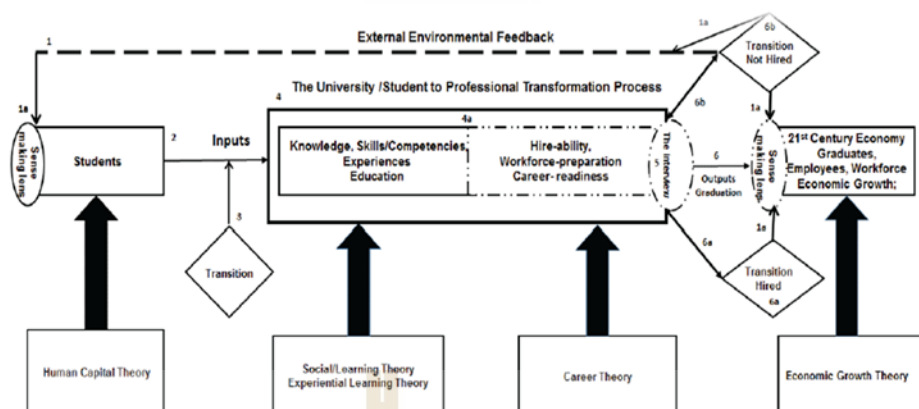 1
External Environmental Feedback
1a
6b
Transition
Not Hired
4
The University /Student to Professional Transformation Process
1a
Sense
making lens
Students
2
Inputs
3
Transition
4a
Knowledge, Skills/Competencies,
Experiences
Education
Hire-ability,
Workforce-preparation
Career-readiness
The interview
5
6b
6
Outputs
Graduation
6a
1a
Sense
making lens
21st Century Economy
Graduates,
Employees, Workforce
Economic Growth;
1a
Transition
Hired
6a
Human Capital Theory
Social/Learning Theory
Experiential Learning Theory
Career Theory
Economic Growth Theory